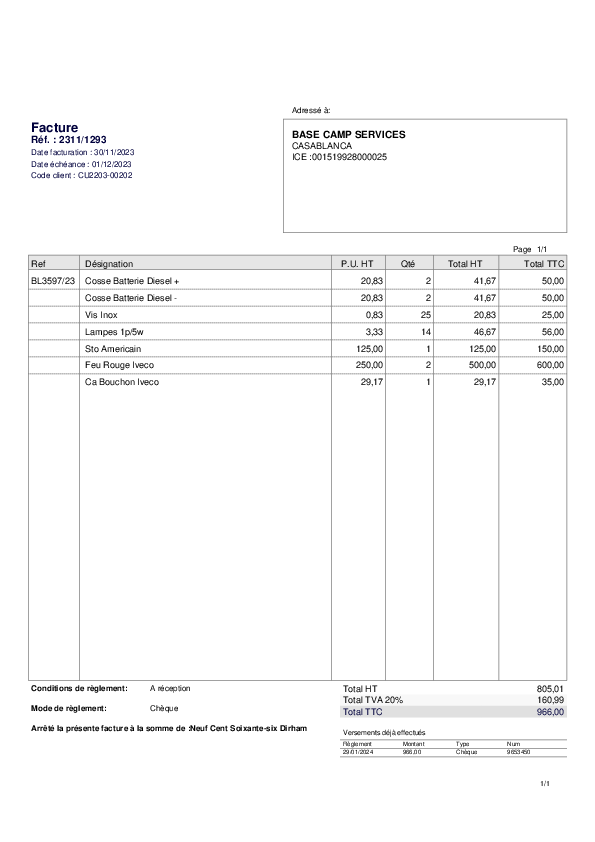 Adressé à:
Facture
Réf. : 2311/1293
Date facturation : 30/11/2023
Date échéance : 01/12/2023
Code client : CU2203-00202
BASE CAMP SERVICES
CASABLANCA
ICE :001519928000025
Page 1/1
Ref Désignation P.U. HT Qté Total HT Total TTC
BL3597/23 Cosse Batterie Diesel + 20,83 2 41,67 50,00
Cosse Batterie Diesel - 20,83 2 41,67 50,00
Vis Inox 0,83 25 20,83 25,00
Lampes 1p/5w 3,33 14 46,67 56,00
Sto Americain 125,00 1 125,00 150,00
Feu Rouge Iveco 250,00 2 500,00 600,00
Ca Bouchon Iveco 29,17 1 29,17 35,00
Conditions de règlement: A réception
Mode de règlement: Chèque
Arrêté la présente facture à la somme de :Neuf Cent Soixante-six Dirham
Total HT 805,01
Total TVA 20% 160,99
Total TTC 966,00
Versements déjà effectués
Règlement Montant Type Num
29/01/2024 966,00 Chèque 9653450
1/1